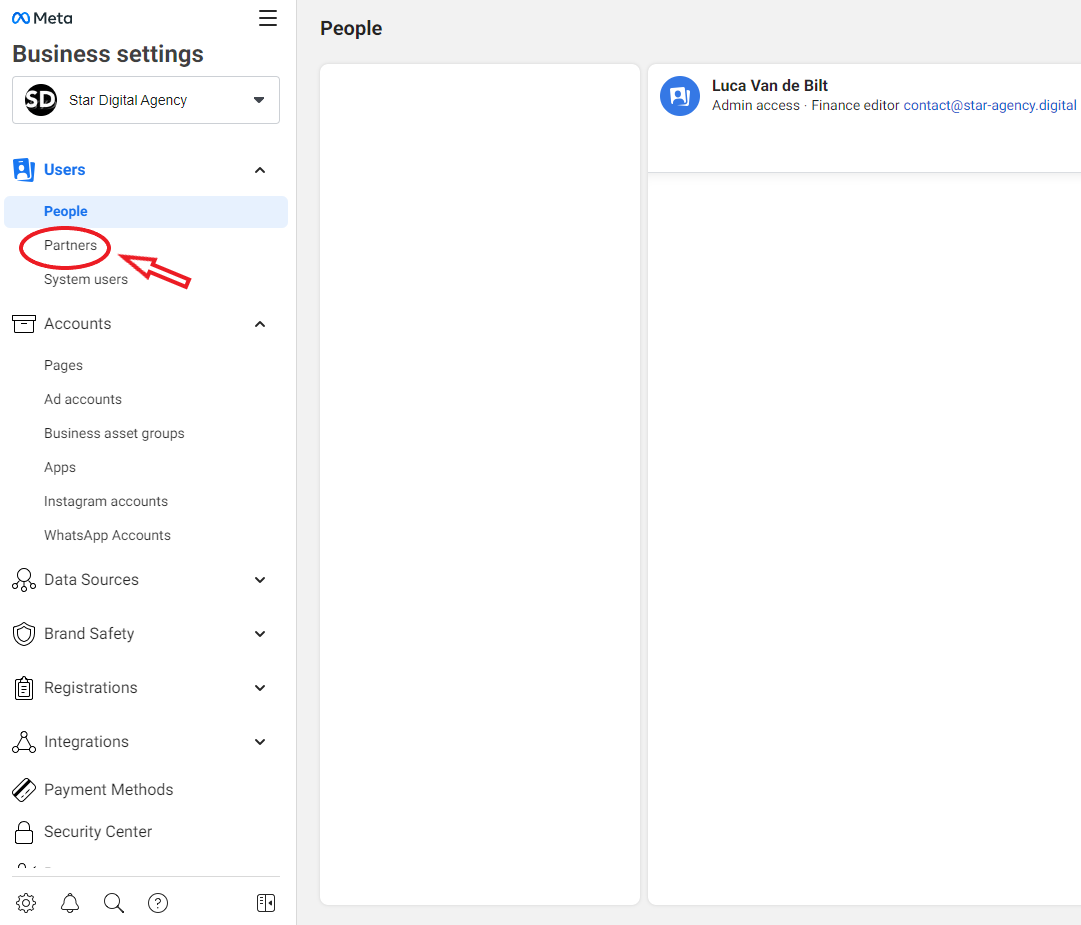 Meta
Business settings
SD
Star Digital Agency
Users
People
Partners
System users
Accounts
Pages
Ad accounts
Business asset groups
Apps
Instagram accounts
WhatsApp Accounts
Data Sources
Brand Safety
Registrations
Integrations
Payment Methods
Security Center
?
People
Luca Van de Bilt
Admin access · Finance editor contact@star-agency.digital